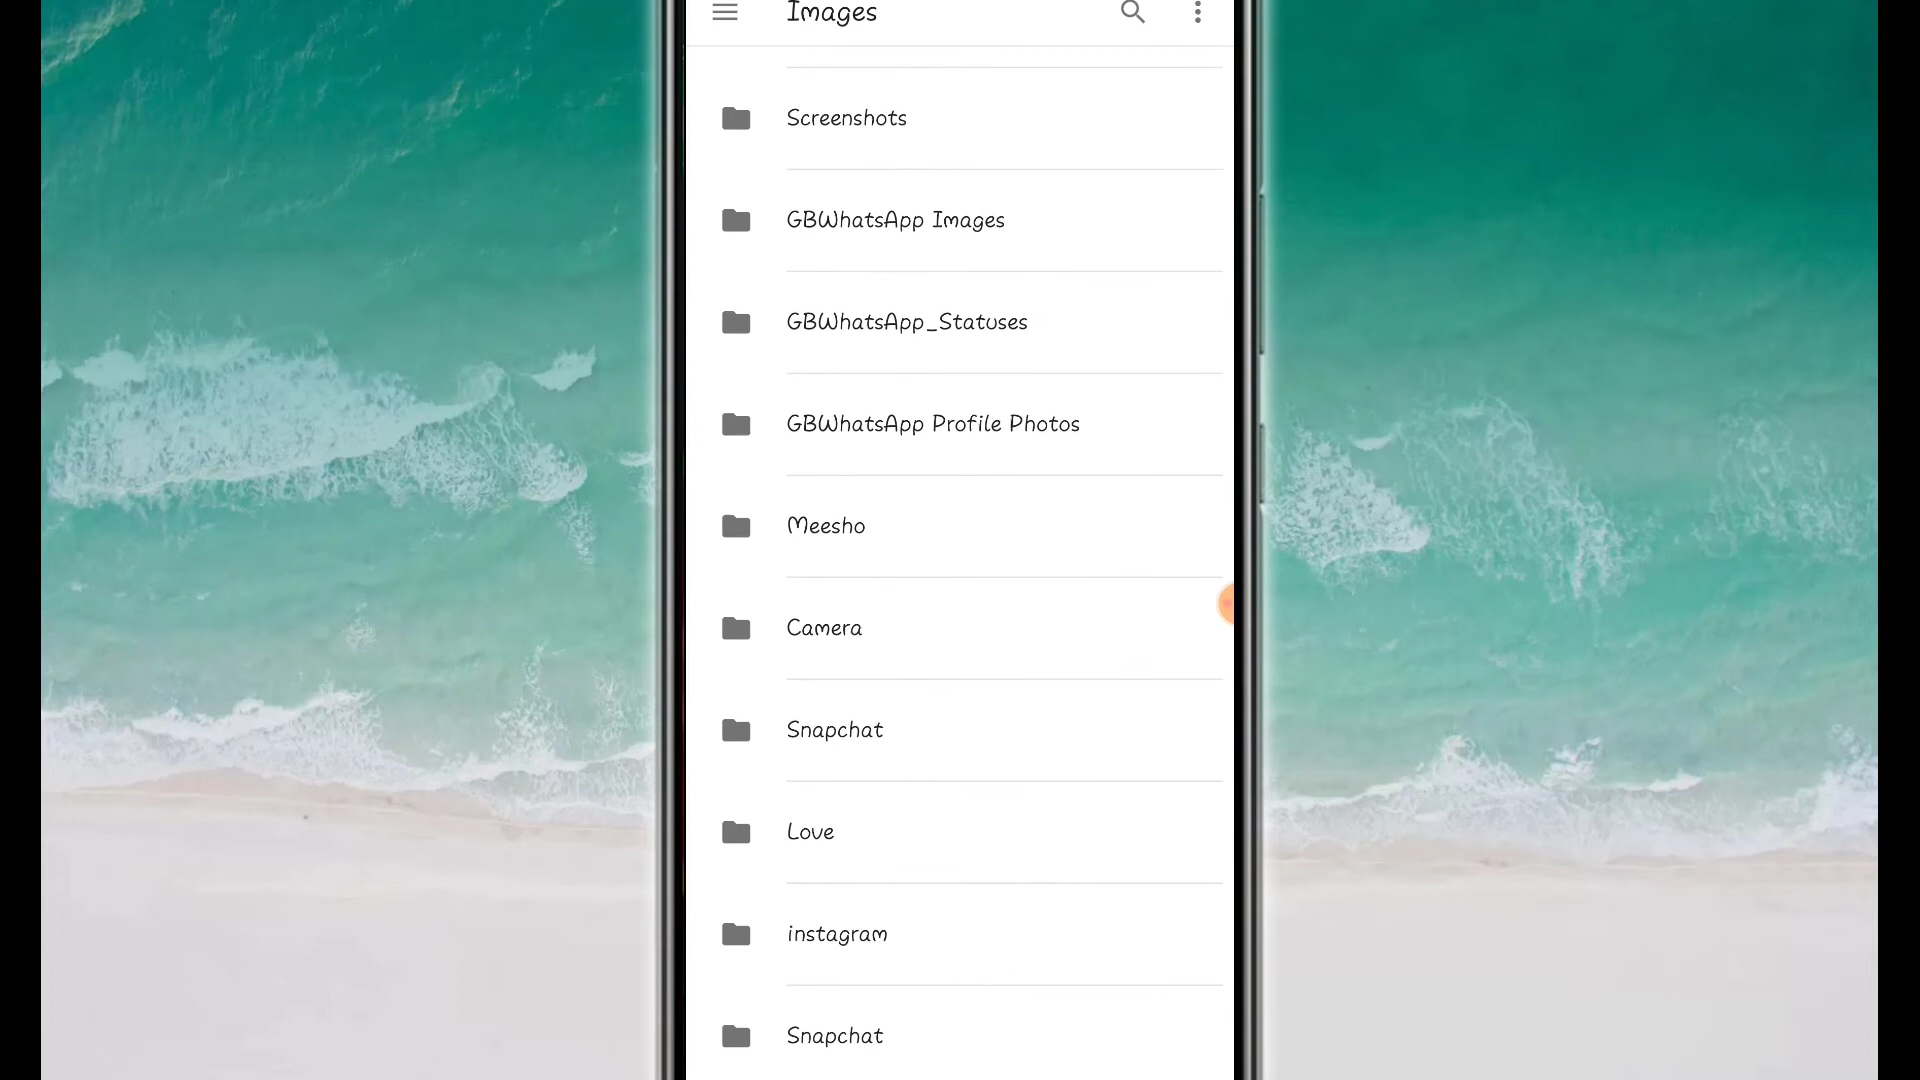 Images
Screenshots
GBWhatsApp Images
GBWhatsApp_Statuses
GBWhatsApp Profile Photos
Meesho
Camera
Snapchat
Love
instagram
Snapchat